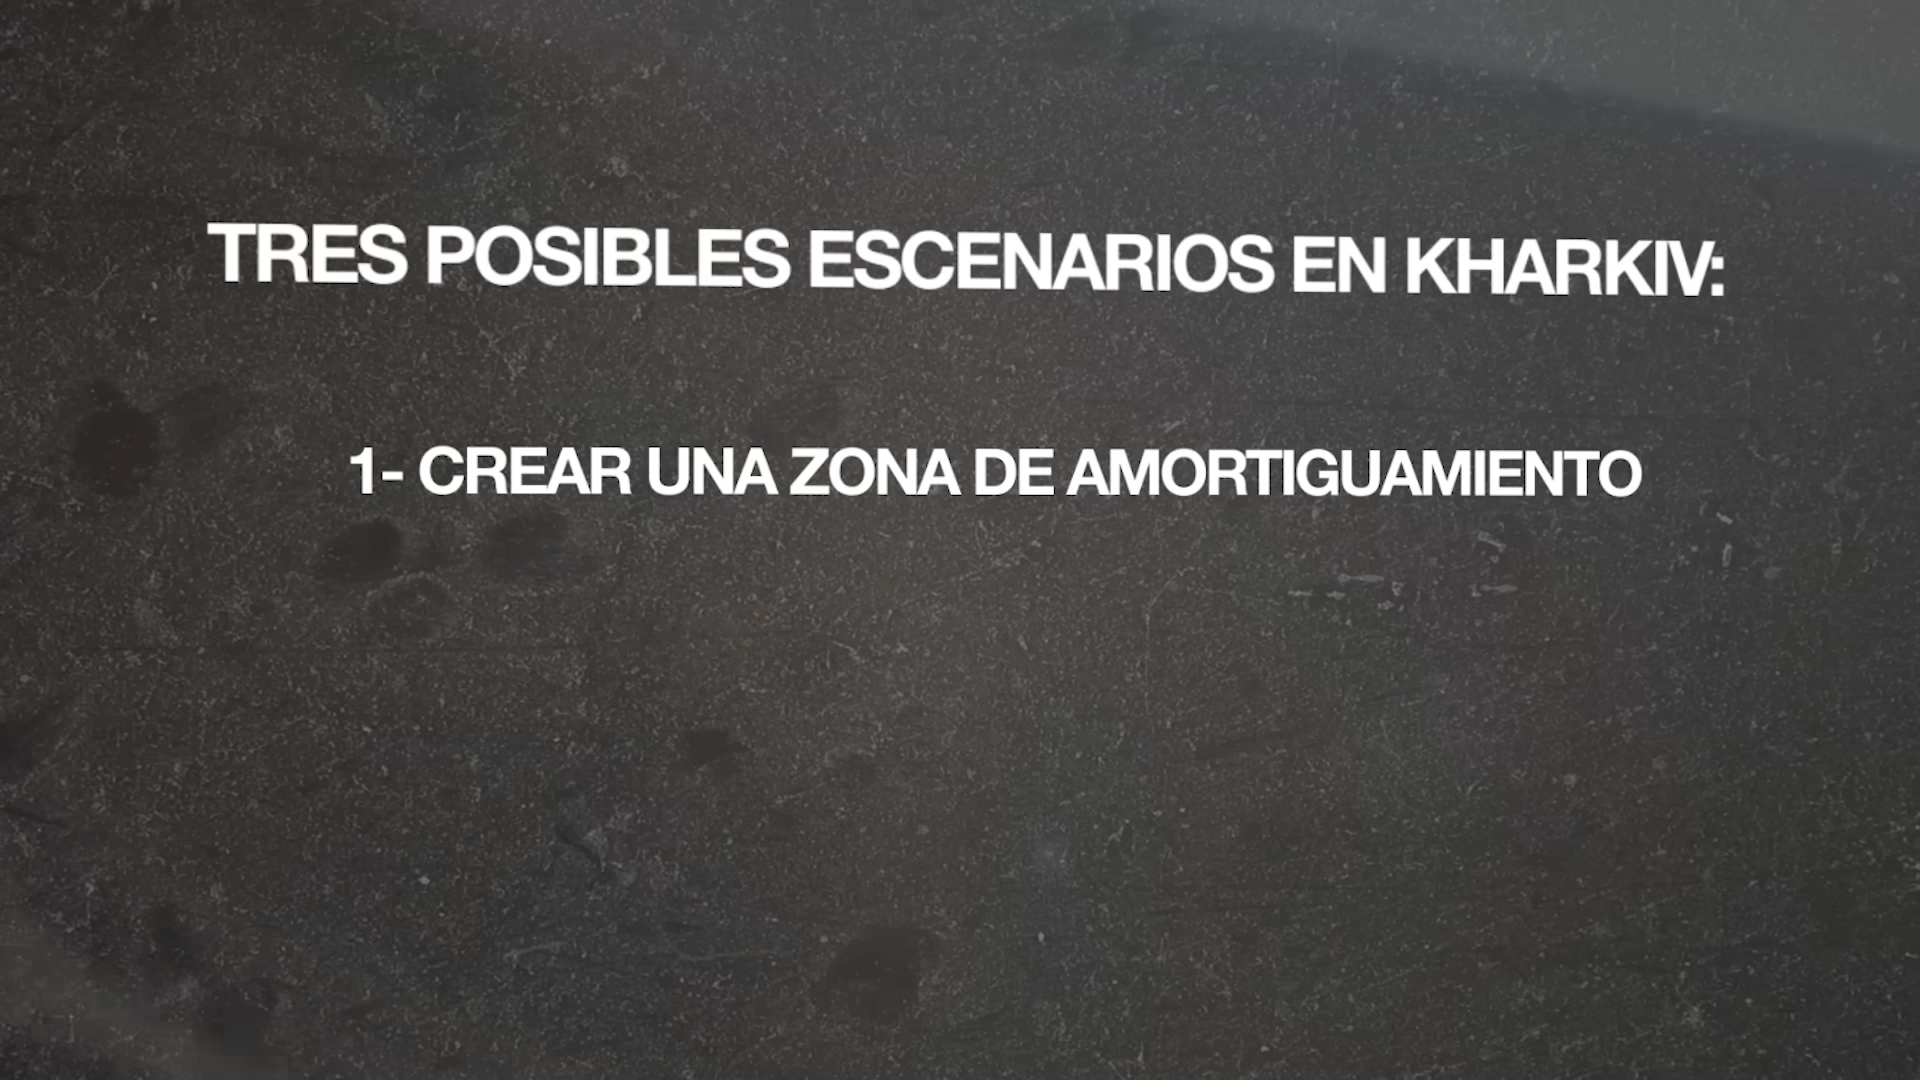 TRES POSIBLES ESCENARIOS EN KHARKIV:
1- CREAR UNA ZONA DE AMORTIGUAMIENTO